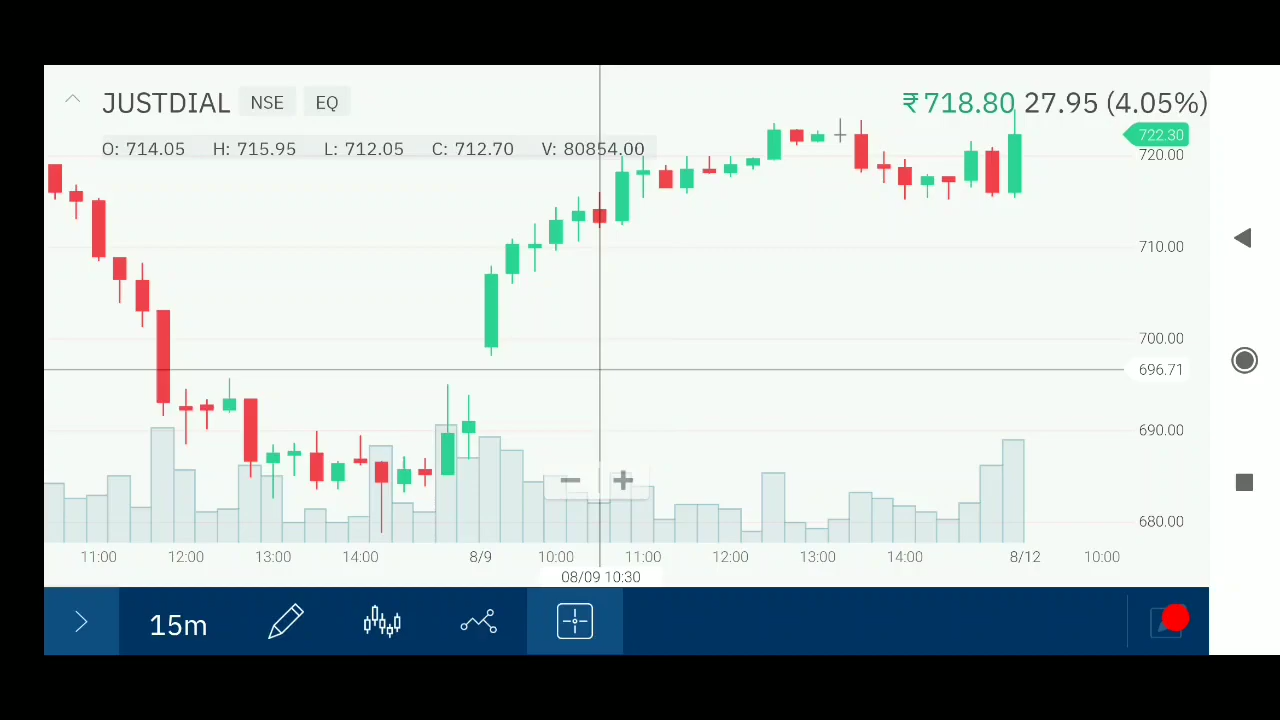 JUSTDIAL NSE EQ ₹718.80 27.95 (4.05%)
722.30
O: 714.05 H: 715.95 L: 712.05 C: 712.70 V: 80854.00
720.00
710.00
700.00
696.71
690.00
680.00
11:00 12:00 13:00 14:00 8/9 10:00 11:00 12:00 13:00 14:00 8/12 10:00
08/09 10:30
15m